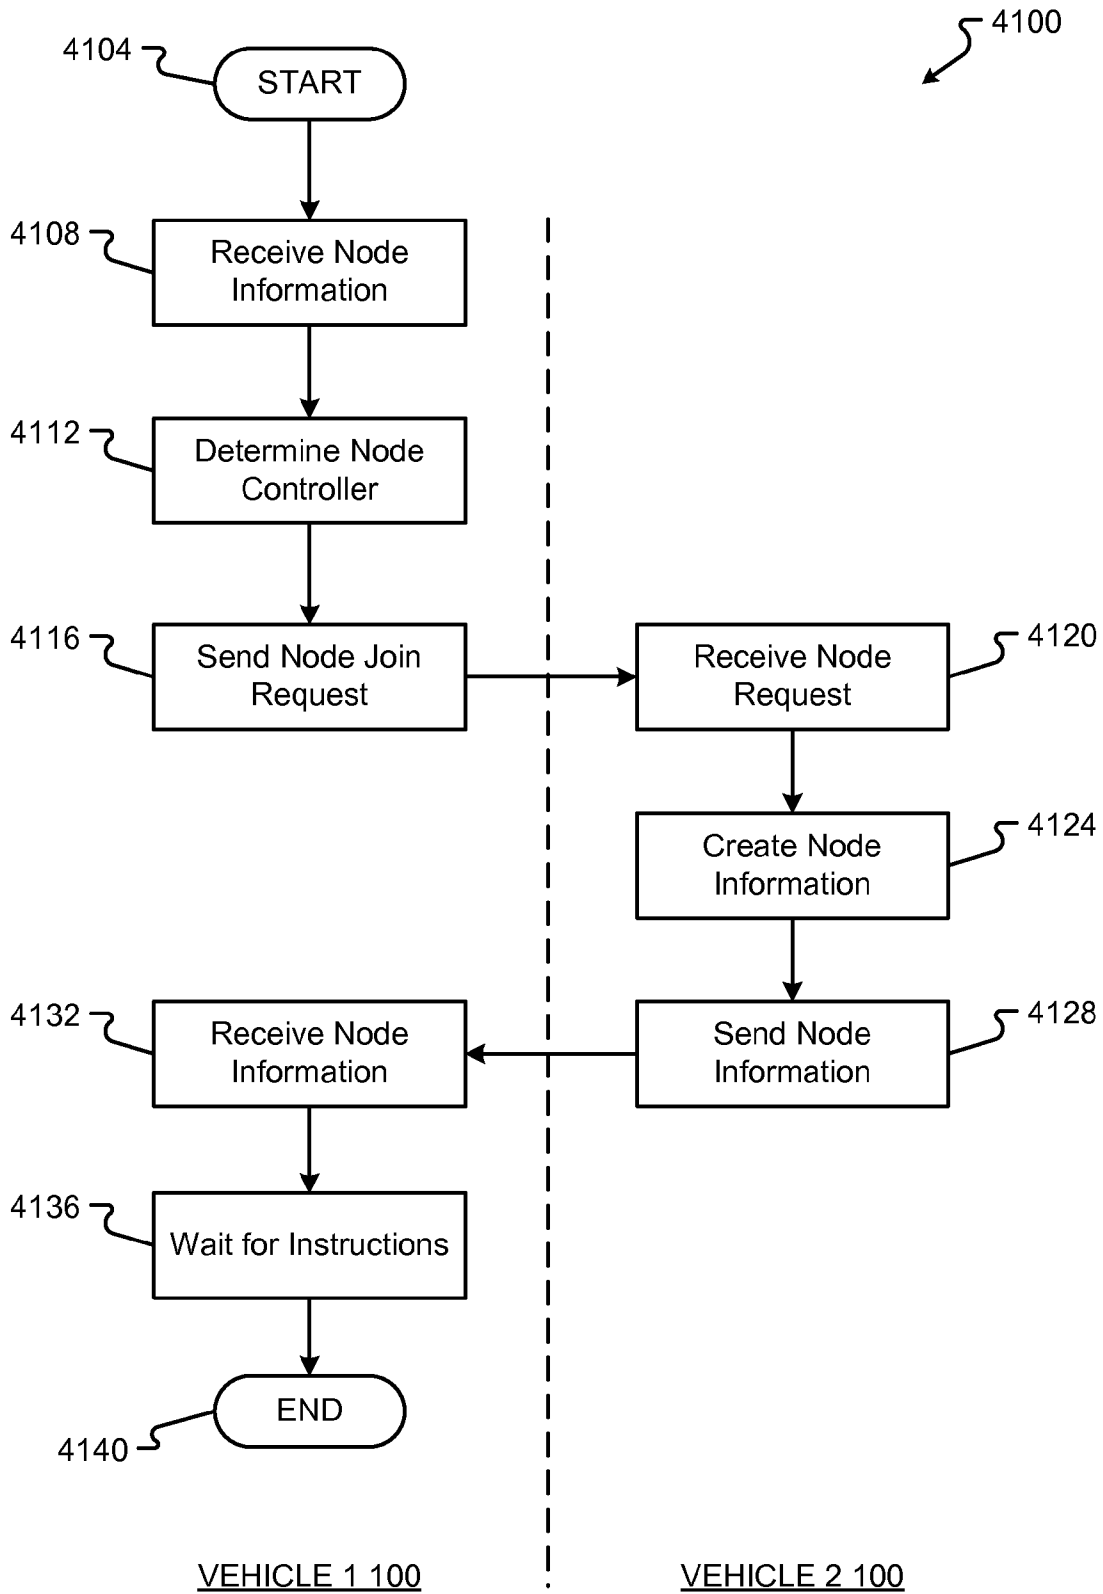 4100
4104
START
4108
Receive Node
Information
4112
Determine Node
Controller
4116
Send Node Join
Request
Receive Node
Request
4120
Create Node
Information
4124
Send Node
Information
4128
4132
Receive Node
Information
4136
Wait for Instructions
END
4140
VEHICLE 1 100
VEHICLE 2 100